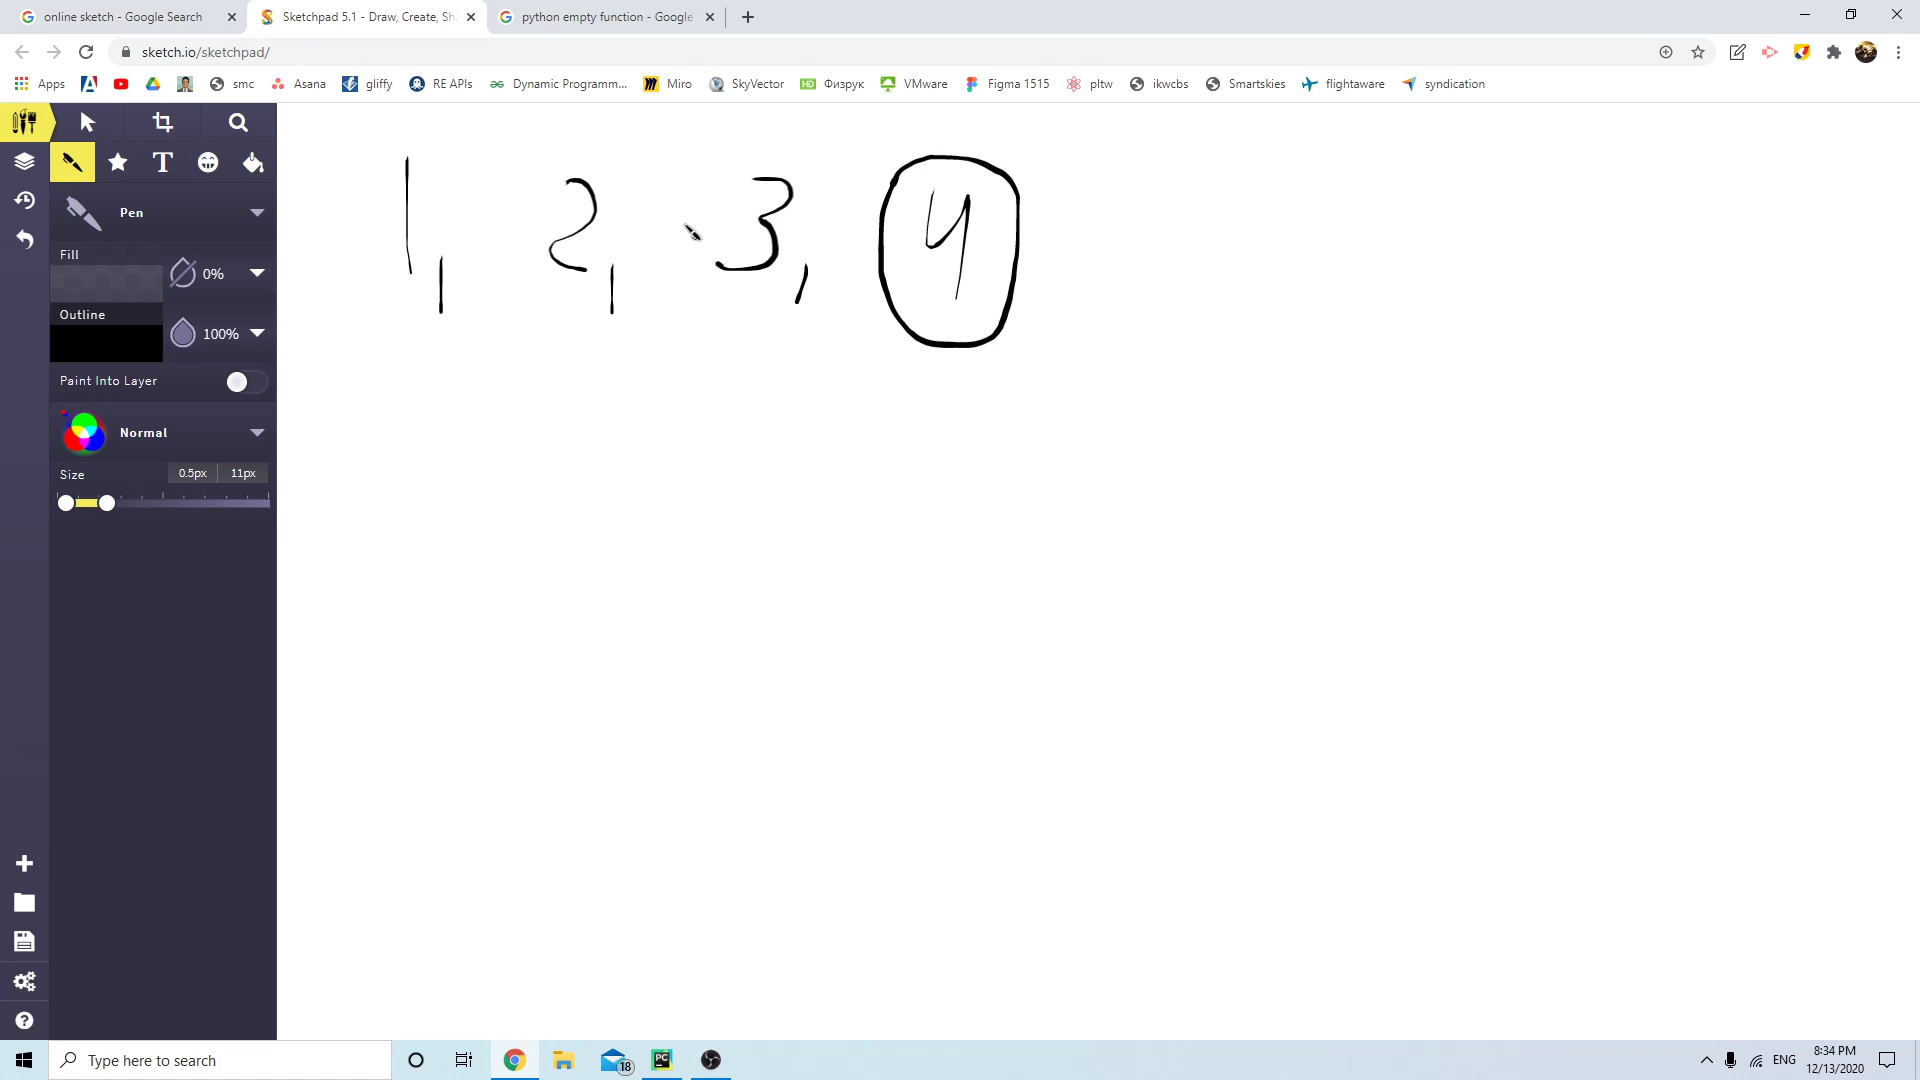 online sketch - Google Search
Sketchpad 5.1 - Draw, Create, Sh
python empty function - Google
sketch.io/sketchpad/
Apps smc Asana gliffy RE APIs Dynamic Programm... Miro SkyVector Физрук VMware Figma 1515 pltw ikwcbs Smartskies flightaware syndication
T
Pen
Fill
0%
Outline
100%
Paint Into Layer
Normal
Size 0.5px 11px
1, 2, 3, 4
Type here to search
18
PC
ENG
8:34 PM
12/13/2020